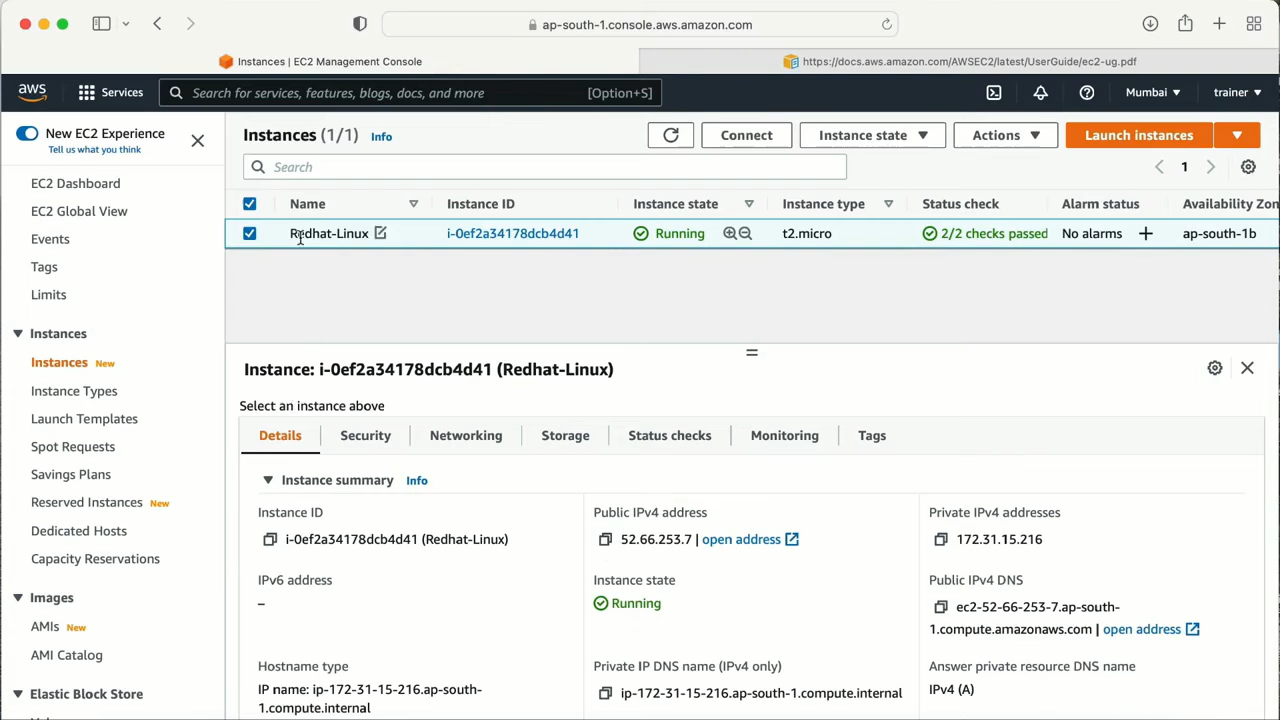 ap-south-1.console.aws.amazon.com
Instances | EC2 Management Console
https://docs.aws.amazon.com/AWSEC2/latest/UserGuide/ec2-ug.pdf
aws
Services
Search for services, features, blogs, docs, and more
[Option+S]
Mumbai
trainer
New EC2 Experience
Tell us what you think
EC2 Dashboard
EC2 Global View
Events
Tags
Limits
Instances
Instances New
Instance Types
Launch Templates
Spot Requests
Savings Plans
Reserved Instances New
Dedicated Hosts
Capacity Reservations
Images
AMIs New
AMI Catalog
Elastic Block Store
Instances (1/1) Info
Connect
Instance state
Actions
Launch instances
Search
1
Name Instance ID Instance state Instance type Status check Alarm status Availability Zon
Redhat-Linux i-0ef2a34178dcb4d41 Running t2.micro 2/2 checks passed No alarms ap-south-1b
Instance: i-0ef2a34178dcb4d41 (Redhat-Linux)
Select an instance above
Details Security Networking Storage Status checks Monitoring Tags
Instance summary Info
Instance ID
i-0ef2a34178dcb4d41 (Redhat-Linux)
Public IPv4 address
52.66.253.7 | open address
Private IPv4 addresses
172.31.15.216
IPv6 address
–
Instance state
Running
Public IPv4 DNS
ec2-52-66-253-7.ap-south-
1.compute.amazonaws.com | open address
Hostname type
IP name: ip-172-31-15-216.ap-south-
1.compute.internal
Private IP DNS name (IPv4 only)
ip-172-31-15-216.ap-south-1.compute.internal
Answer private resource DNS name
IPv4 (A)